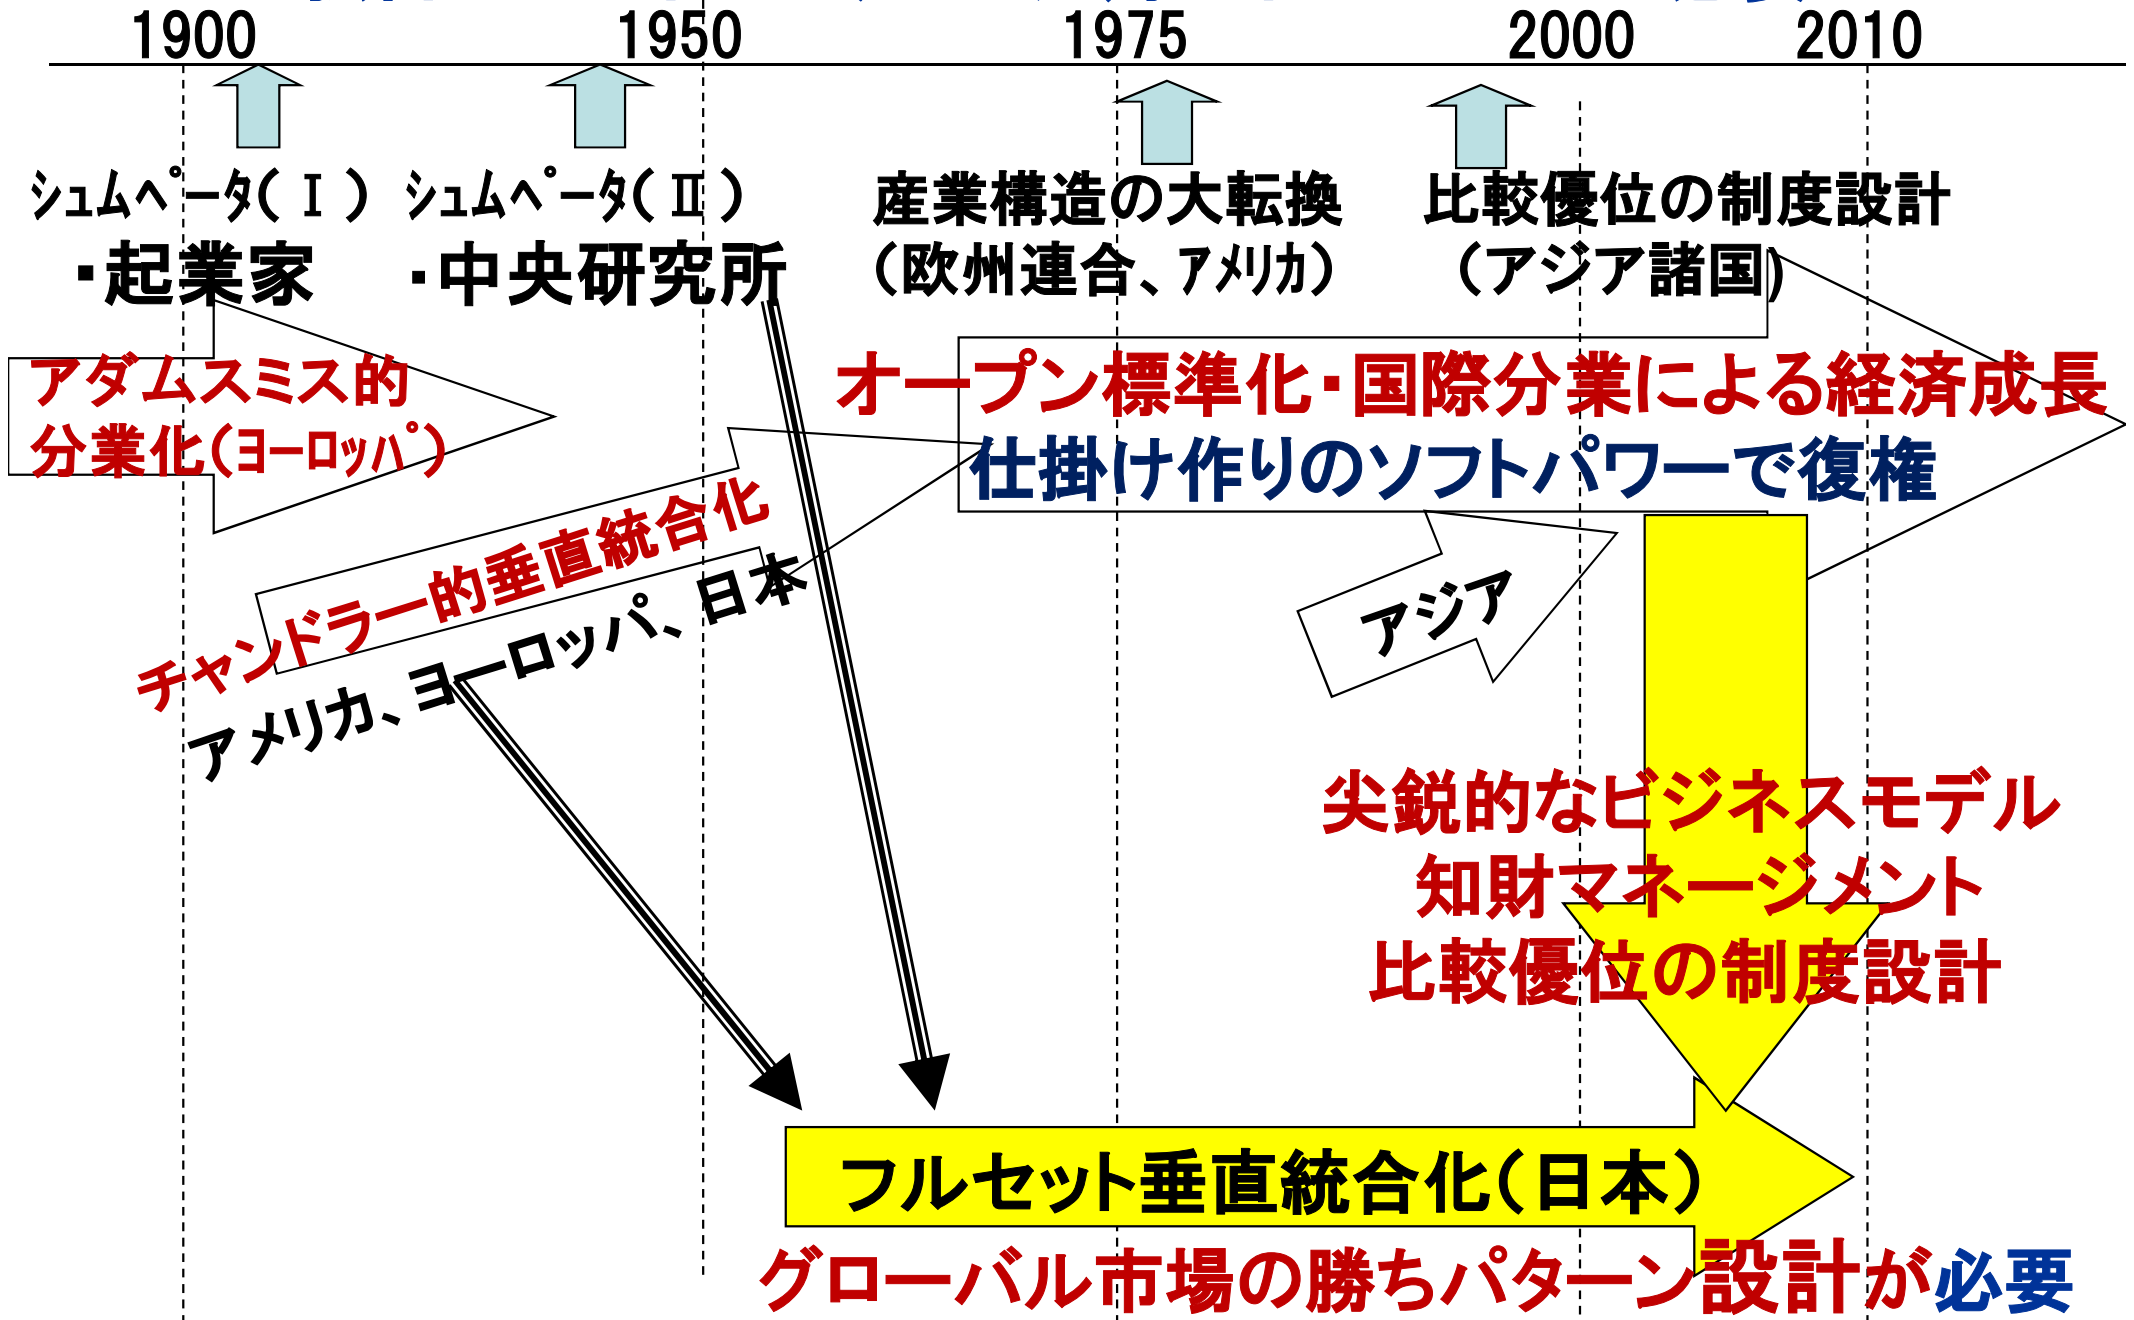 1900 1950 1975 2000 2010
ｼｭﾑﾍﾟｰﾀ(Ⅰ)
・起業家
ｼｭﾑﾍﾟｰﾀ(Ⅱ)
・中央研究所
産業構造の大転換
（欧州連合、ｱﾒﾘｶ）
比較優位の制度設計
（アジア諸国)
アダムスミス的
分業化(ﾖｰﾛｯﾊﾟ)
オープン標準化・国際分業による経済成長
仕掛け作りのソフトパワーで復権
チャンドラー的垂直統合化
アメリカ、ヨーロッパ、日本
アジア
尖鋭的なビジネスモデル
知財マネージメント
比較優位の制度設計
フルセット垂直統合化（日本）
グローバル市場の勝ちパターン設計が必要